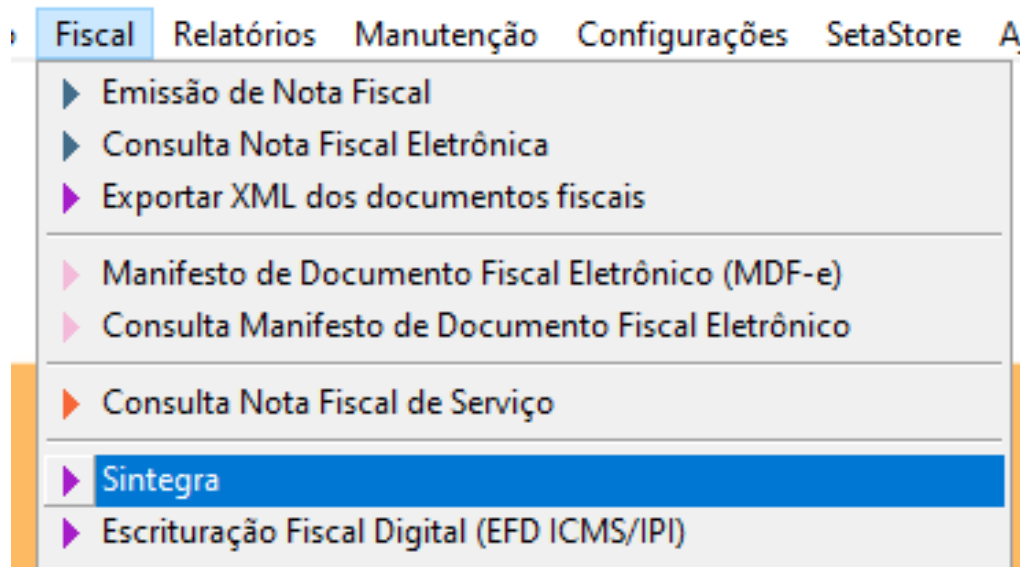 Fiscal Relatórios Manutenção Configurações SetaStore
Emissão de Nota Fiscal
Consulta Nota Fiscal Eletrônica
Exportar XML dos documentos fiscais
Manifesto de Documento Fiscal Eletrônico (MDF-e)
Consulta Manifesto de Documento Fiscal Eletrônico
Consulta Nota Fiscal de Serviço
Sintegra
Escrituração Fiscal Digital (EFD ICMS/IPI)